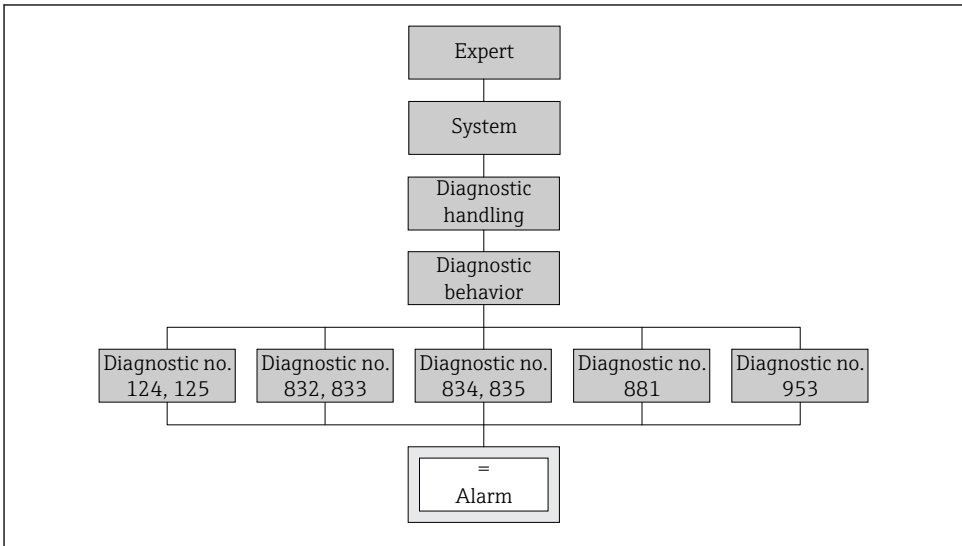 Expert
System
Diagnostic
handling
Diagnostic
behavior
Diagnostic no.
124, 125
Diagnostic no.
832, 833
Diagnostic no.
834, 835
Diagnostic no.
881
Diagnostic no.
953
=
Alarm